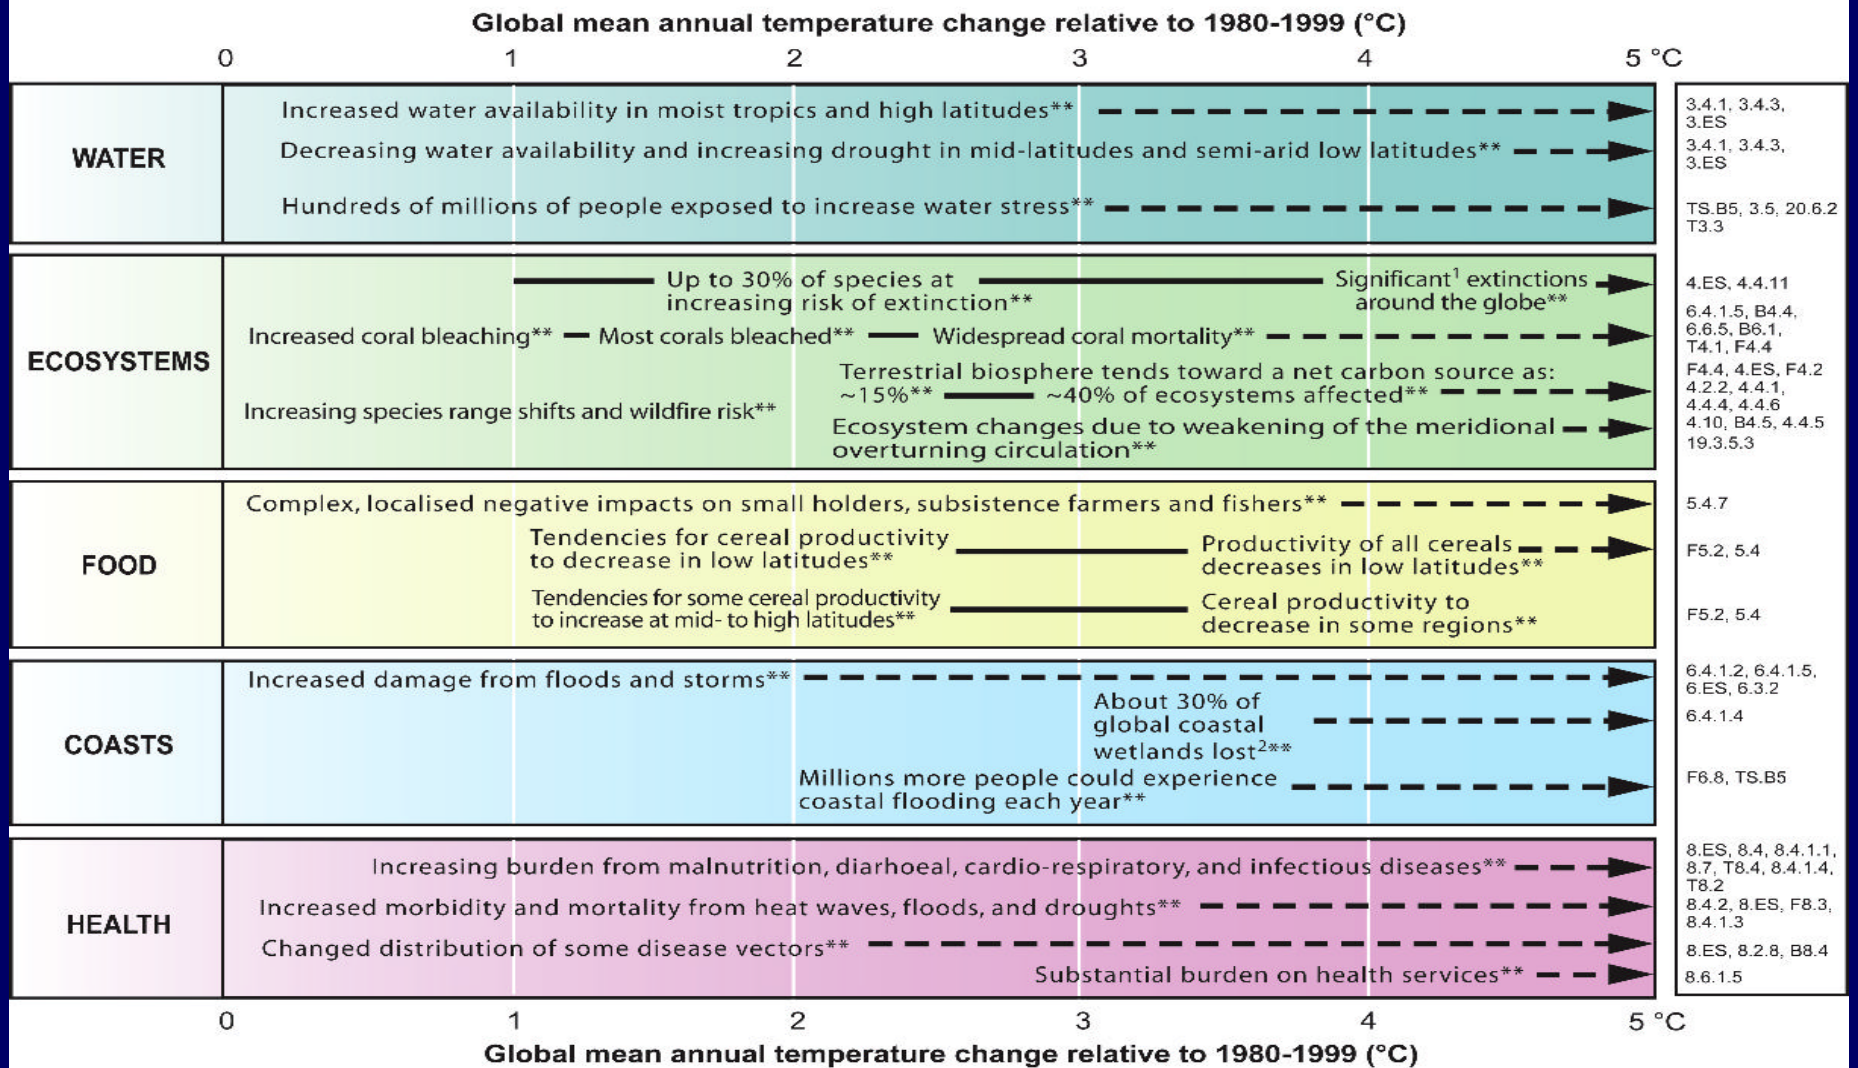 Global mean annual temperature change relative to 1980-1999 (°C)
0 1 2 3 4 5 °C
WATER
Increased water availability in moist tropics and high latitudes**
3.4.1, 3.4.3,
3.ES
Decreasing water availability and increasing drought in mid-latitudes and semi-arid low latitudes**
3.4.1, 3.4.3,
3.ES
Hundreds of millions of people exposed to increase water stress**
TS.B5, 3.5, 20.6.2
T3.3
ECOSYSTEMS
Up to 30% of species at
increasing risk of extinction**
Significant¹ extinctions
around the globe**
4.ES, 4.4.11
Increased coral bleaching** Most corals bleached** Widespread coral mortality**
6.4.1.5, B4.4,
6.6.5, B6.1,
T4.1, F4.4
Terrestrial biosphere tends toward a net carbon source as:
~15%** ~40% of ecosystems affected**
Increasing species range shifts and wildfire risk**
F4.4, 4.ES, F4.2
4.2.2, 4.4.1,
4.4.4, 4.4.6
4.10, B4.5, 4.4.5
Ecosystem changes due to weakening of the meridional
overturning circulation**
19.3.5.3
FOOD
Complex, localised negative impacts on small holders, subsistence farmers and fishers**
5.4.7
Tendencies for cereal productivity
to decrease in low latitudes**
Productivity of all cereals
decreases in low latitudes**
F5.2, 5.4
Tendencies for some cereal productivity
to increase at mid- to high latitudes**
Cereal productivity to
decrease in some regions**
F5.2, 5.4
COASTS
Increased damage from floods and storms**
6.4.1.2, 6.4.1.5,
6.ES, 6.3.2
About 30% of
global coastal
wetlands lost²**
6.4.1.4
Millions more people could experience
coastal flooding each year**
F6.8, TS.B5
HEALTH
Increasing burden from malnutrition, diarhoeal, cardio-respiratory, and infectious diseases**
8.ES, 8.4, 8.4.1.1,
8.7, T8.4, 8.4.1.4,
T8.2
Increased morbidity and mortality from heat waves, floods, and droughts**
8.4.2, 8.ES, F8.3,
8.4.1.3
Changed distribution of some disease vectors**
8.ES, 8.2.8, B8.4
Substantial burden on health services**
8.6.1.5
0 1 2 3 4 5 °C
Global mean annual temperature change relative to 1980-1999 (°C)